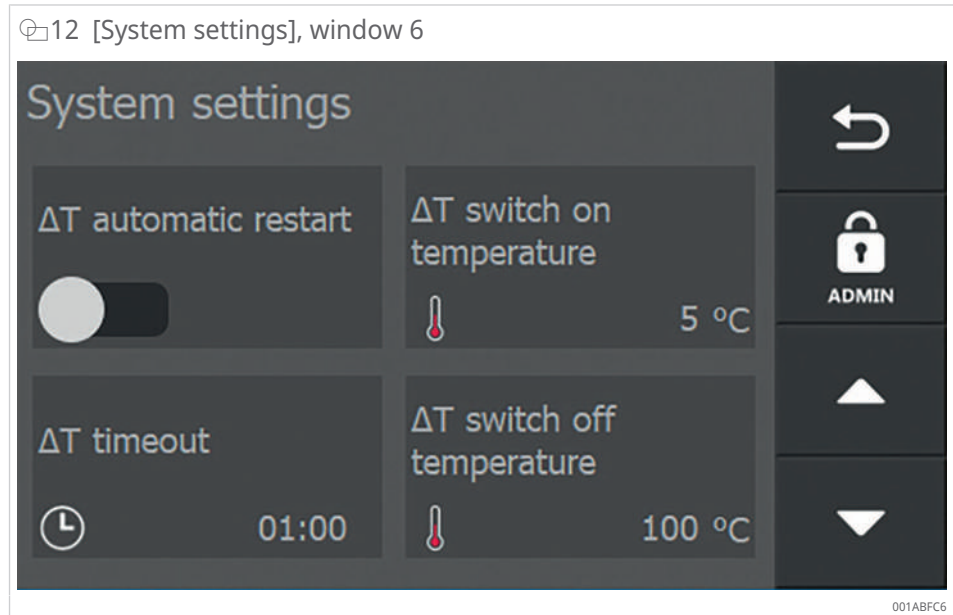 12 [System settings], window 6
System settings
ΔT automatic restart
ΔT switch on
temperature
5 °C
ADMIN
ΔT timeout
01:00
ΔT switch off
temperature
100 °C
001ABFC6